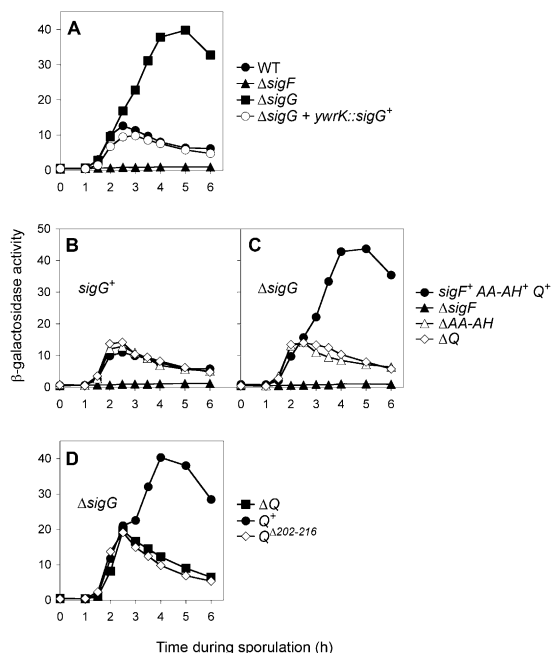 A
40
30
20
10
0
0 1 2 3 4 5 6
WT
ΔsigF
ΔsigG
ΔsigG + ywrK::sigG+
β-galactosidase activity
B
sigG+
50
40
30
20
10
0
0 1 2 3 4 5 6
C
ΔsigG
0 1 2 3 4 5 6
sigF+ AA-AH+ Q+
ΔsigF
ΔAA-AH
ΔQ
D
ΔsigG
40
30
20
10
0
0 1 2 3 4 5 6
ΔQ
Q+
QΔ202-216
Time during sporulation (h)